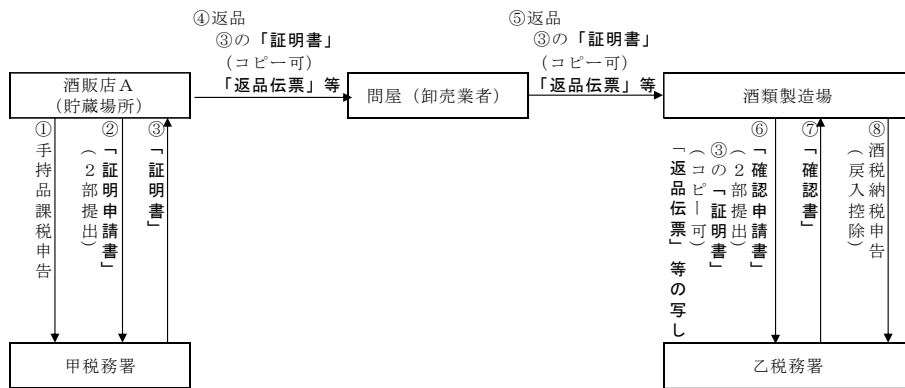 ④返品
③の「証明書」
(コピー可)
「返品伝票」等
⑤返品
③の「証明書」
(コピー可)
「返品伝票」等
酒販店A
(貯蔵場所)
問屋(卸売業者)
酒類製造場
①手持品課税申告
②「証明申請書」
(2部提出)
③「証明書」
⑥「確認申請書」
(2部提出)
③の「証明書」
(コピー可)
「返品伝票」等の写し
⑦「確認書」
⑧酒税納税申告
(戻入控除)
甲税務署
乙税務署